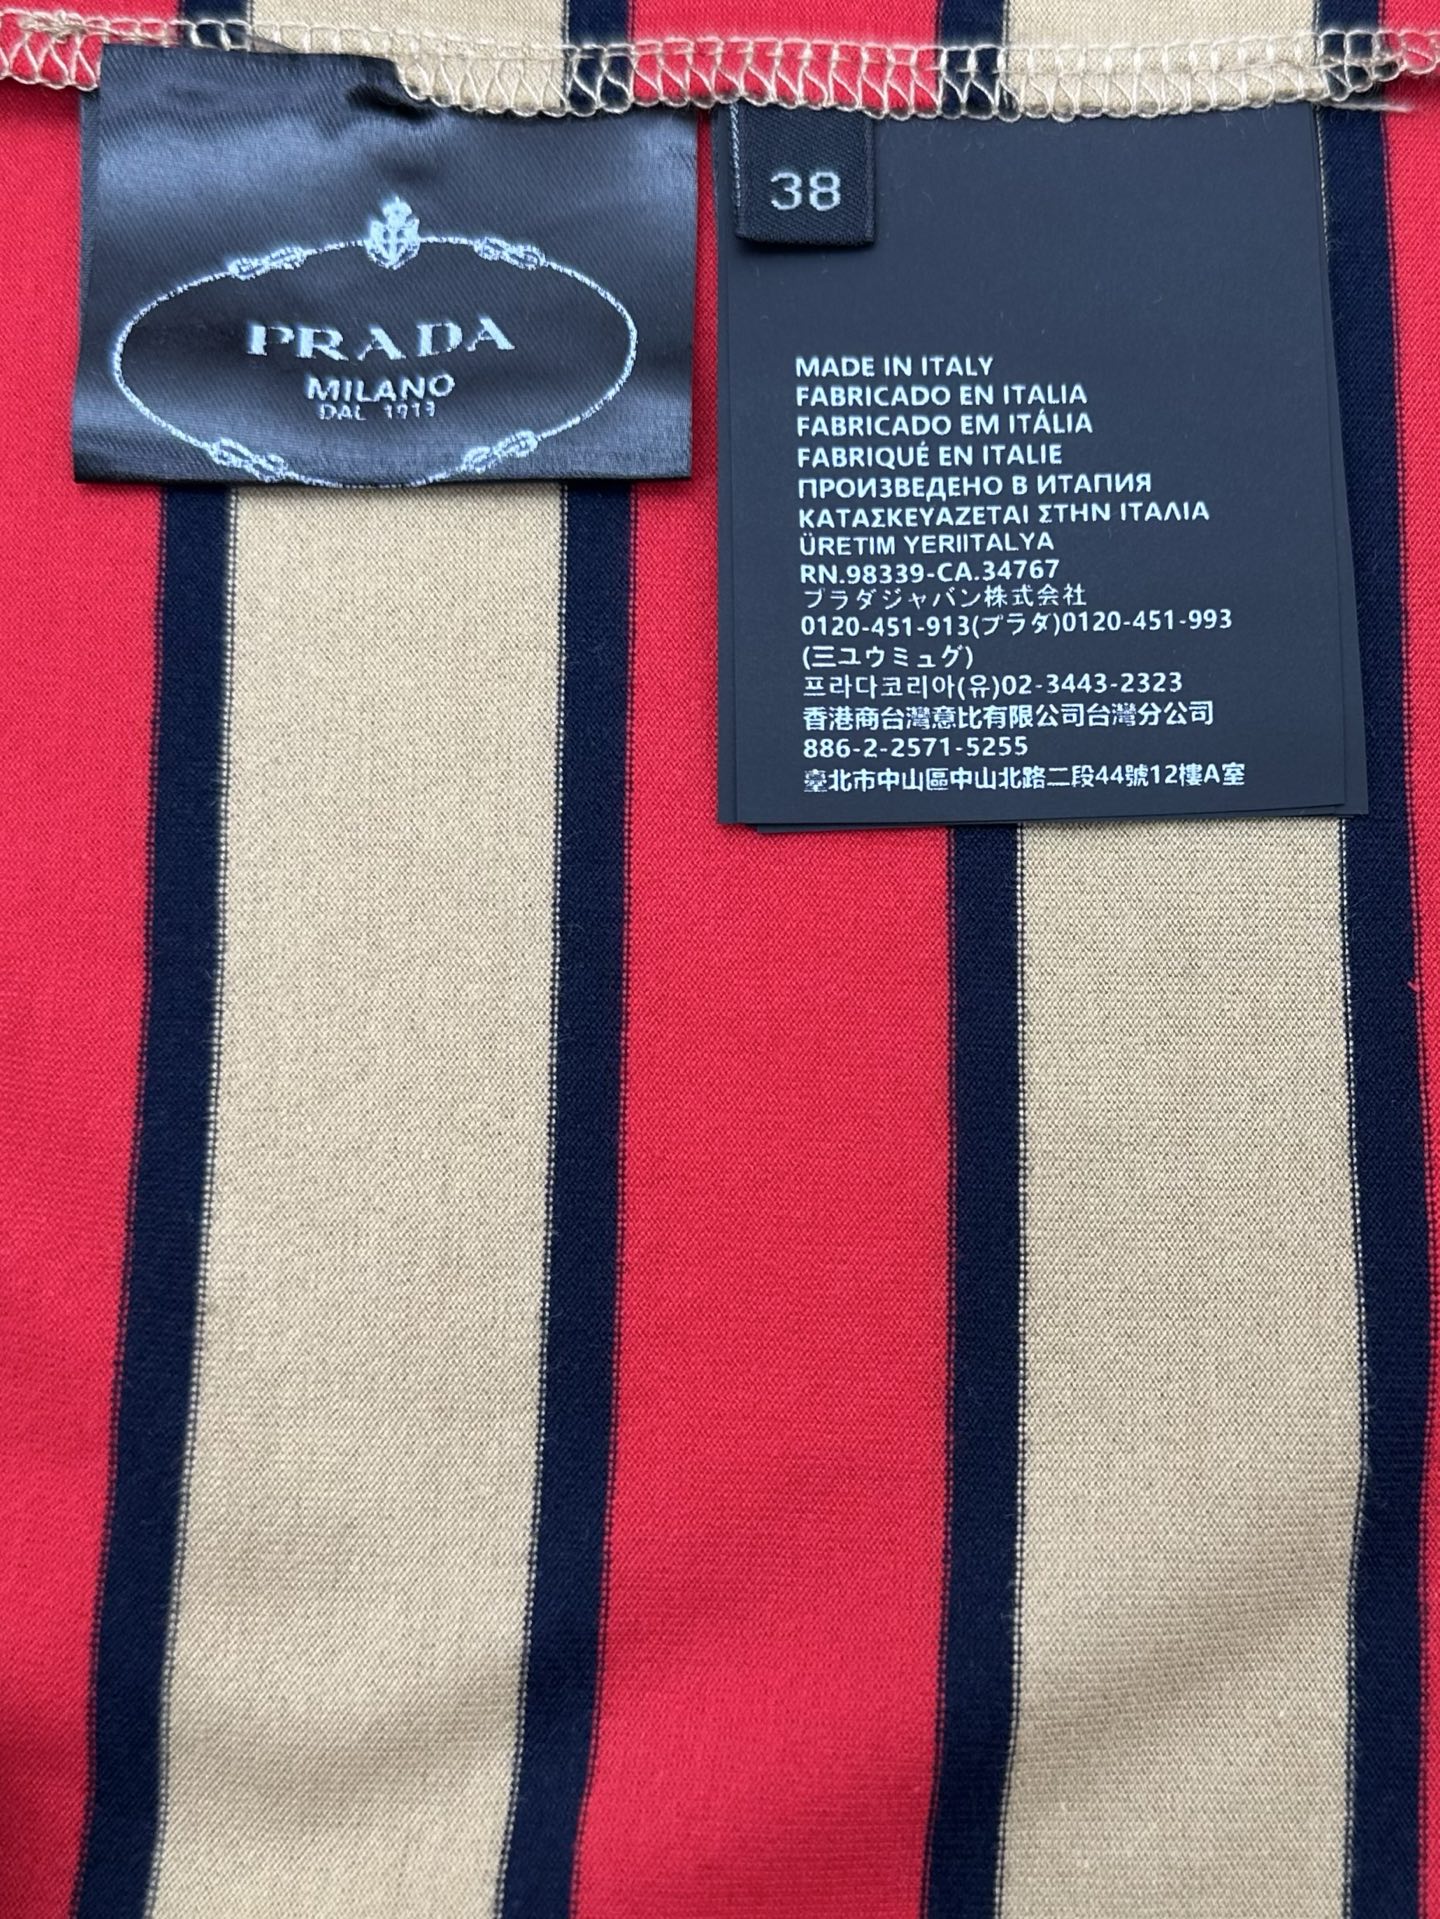 PRADA
MILANO
DAL 1913
38
MADE IN ITALY
FABRICADO EN ITALIA
FABRICADO EM ITÁLIA
FABRIQUÉ EN ITALIE
ПРОИЗВЕДЕНО В ИТАПИЯ
ΚΑΤΑΣΚΕΥΑΖΕΤΑΙ ΣΤΗΝ ΙΤΑΛΙΑ
ÜRETIM YERIITALYA
RN.98339-CA.34767
プラダジャバン株式会社
0120-451-913(プラダ)0120-451-993
(三ユウミュグ)
프라다코리아(유)02-3443-2323
香港商台灣意比有限公司台灣分公司
886-2-2571-5255
臺北市中山區中山北路二段44號12樓A室